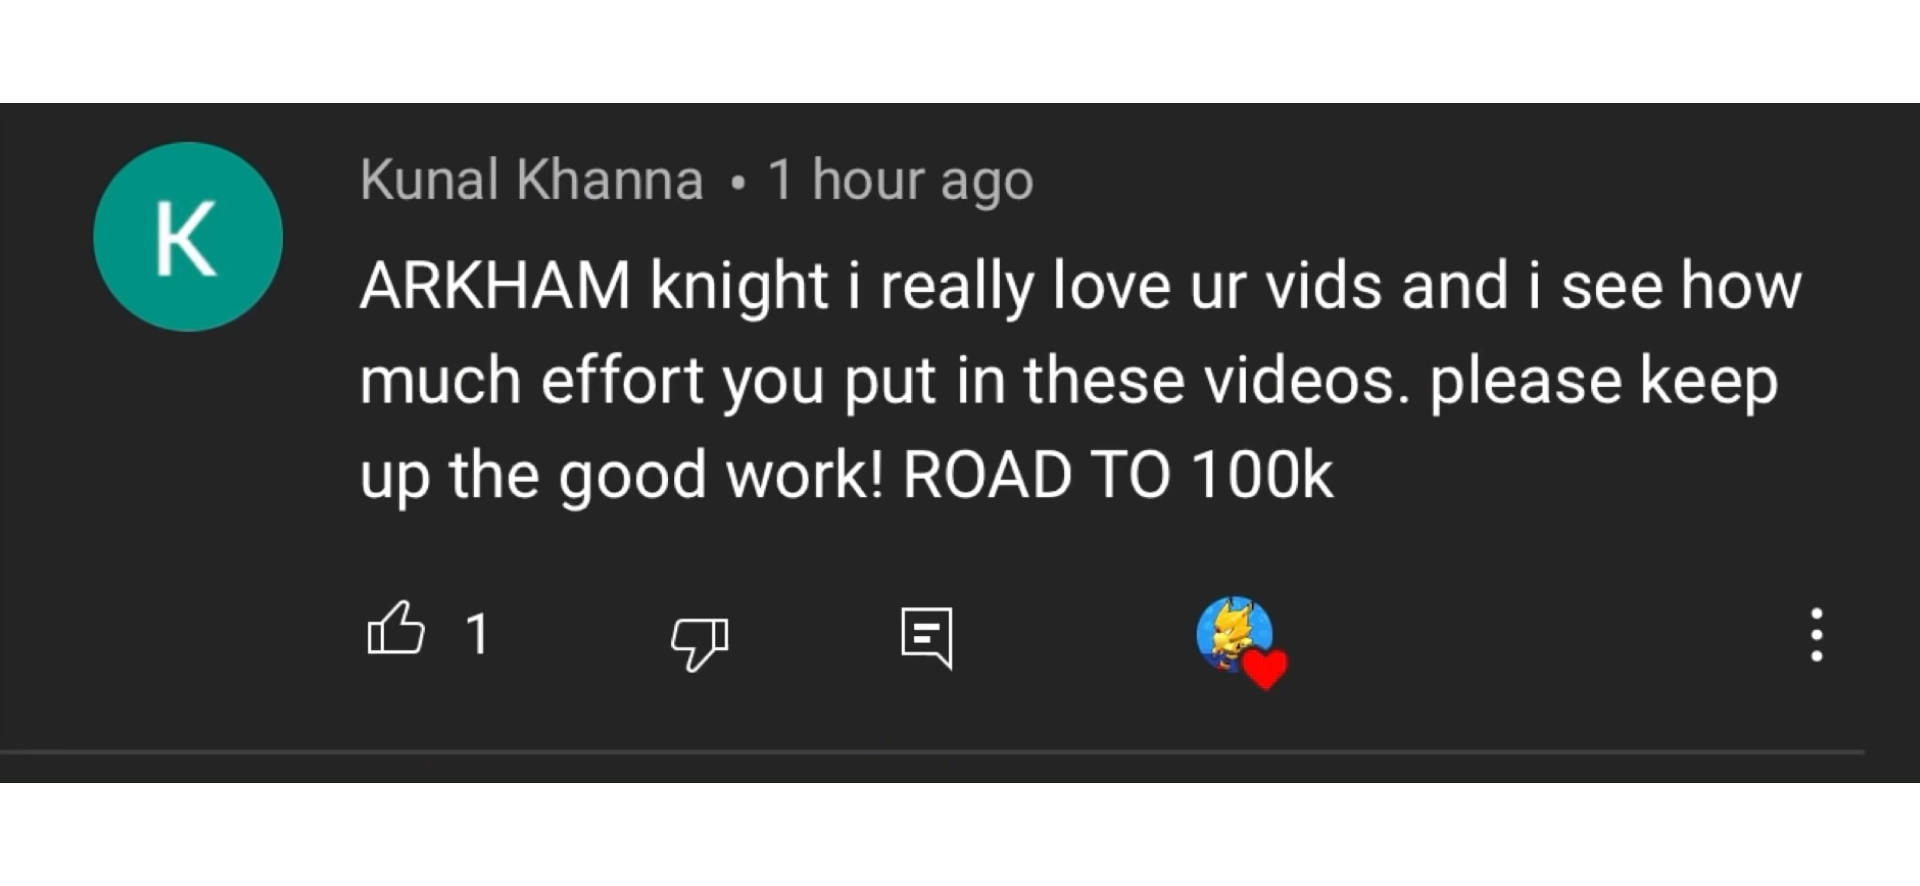 K
Kunal Khanna • 1 hour ago
ARKHAM knight i really love ur vids and i see how
much effort you put in these videos. please keep
up the good work! ROAD TO 100k
1